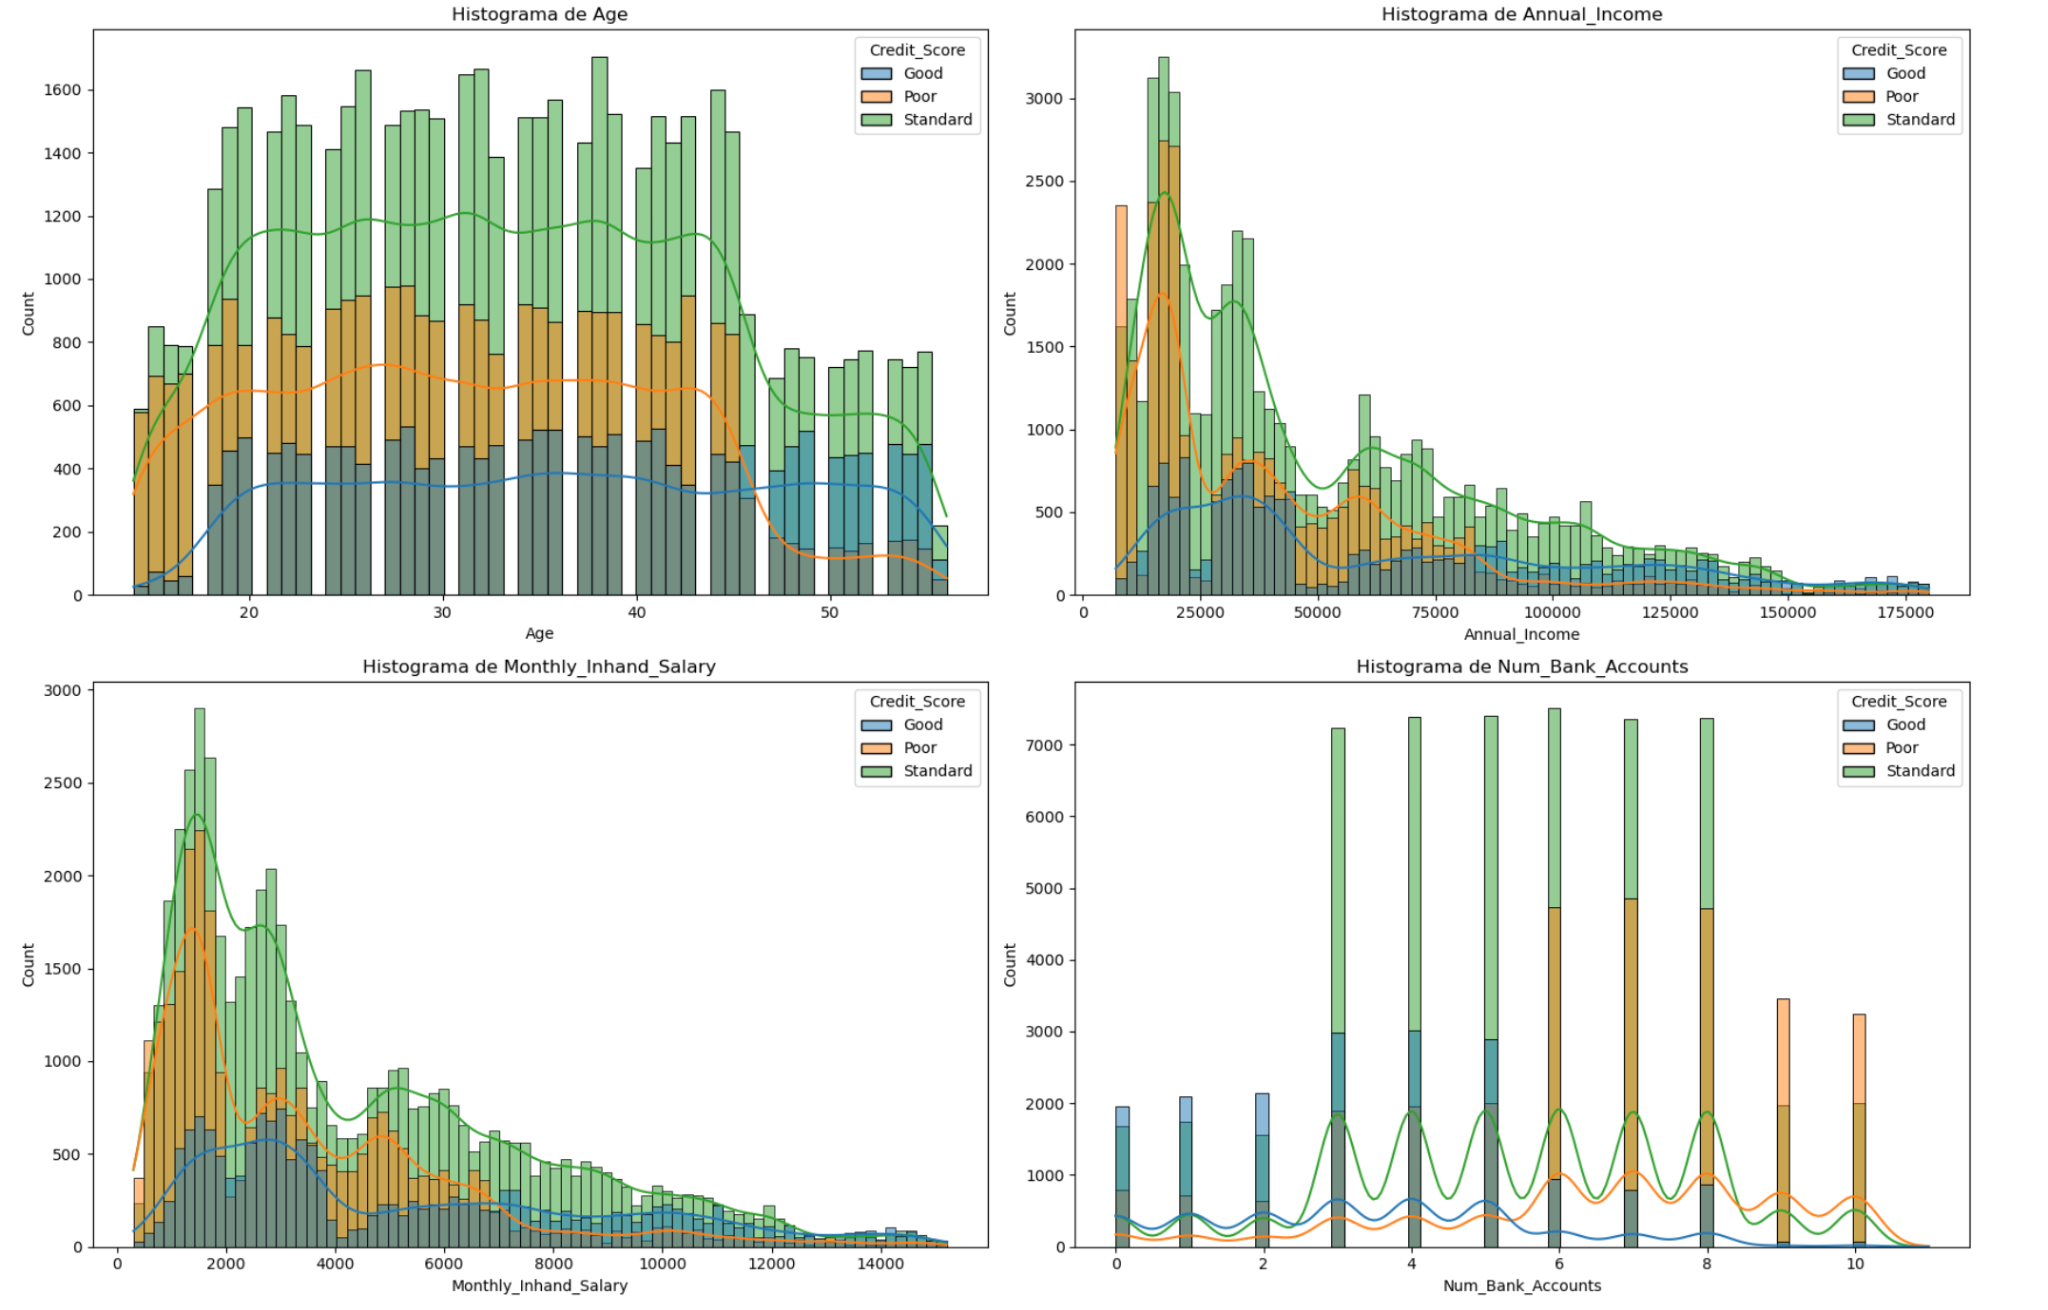 Histograma de Age
Credit_Score
Good
Poor
Standard
1600
1400
1200
1000
800
600
400
200
0
Count
20
30
40
50
Age
Histograma de Annual_Income
Credit_Score
Good
Poor
Standard
3000
2500
2000
1500
1000
500
0
Count
0
25000
50000
75000
100000
125000
150000
175000
Annual_Income
Histograma de Monthly_Inhand_Salary
Credit_Score
Good
Poor
Standard
3000
2500
2000
1500
1000
500
0
Count
0
2000
4000
6000
8000
10000
12000
14000
Monthly_Inhand_Salary
Histograma de Num_Bank_Accounts
Credit_Score
Good
Poor
Standard
7000
6000
5000
4000
3000
2000
1000
0
Count
0
2
4
6
8
10
Num_Bank_Accounts